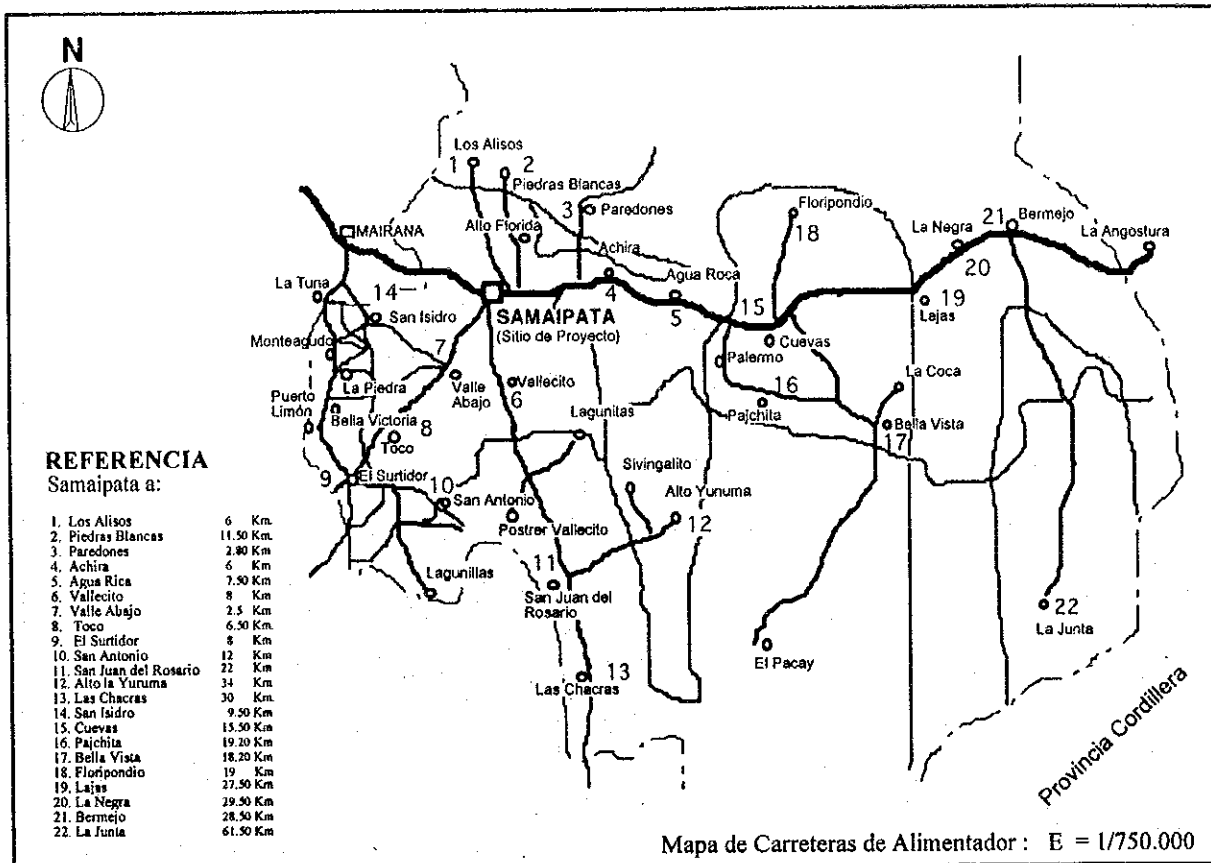 N
Los Alisos
1
2
Piedras Blancas
3
Paredones
Floripondio
18
Alto Florida
MAIRANA
Achira
La Negra
21
Bermejo
La Angostura
20
La Tuna
14
Agua Roca
4
5
15
19
Lajas
San Isidro
SAMAIPATA
(Sitio de Proyecto)
Cuevas
Monteagudo
7
Palermo
La Piedra
Valle
Abajo
Vallecito
6
16
La Coca
Puerto
Limón
Bella Victoria
8
Toco
Lagunitas
Pajchita
Bella Vista
17
9
El Surtidor
10
San Antonio
Sivingalito
Alto Yunuma
12
Postrer Vallecito
Lagunillas
11
San Juan del
Rosario
22
La Junta
El Pacay
13
Las Chacras
Provincia Cordillera
REFERENCIA
Samaipata a:
1. Los Alisos 6 Km.
2. Piedras Blancas 11.50 Km.
3. Paredones 2.80 Km.
4. Achira 6 Km
5. Agua Rica 7.50 Km.
6. Vallecito 8 Km
7. Valle Abajo 2.5 Km
8. Toco 6.50 Km.
9. El Surtidor 8 Km
10. San Antonio 12 Km
11. San Juan del Rosario 22 Km
12. Alto la Yuruma 34 Km
13. Las Chacras 30 Km.
14. San Isidro 9.50 Km
15. Cuevas 15.50 Km
16. Pajchita 19.20 Km
17. Bella Vista 18.20 Km
18. Floripondio 19 Km
19. Lajas 27.50 Km
20. La Negra 29.50 Km
21. Bermejo 28.50 Km
22. La Junta 61.50 Km
Mapa de Carreteras de Alimentador : E = 1/750.000